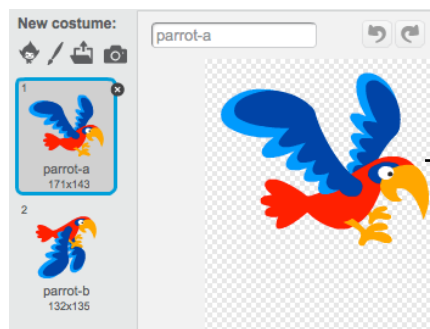 New costume:
parrot-a
1
parrot-a
171x143
2
parrot-b
132x135